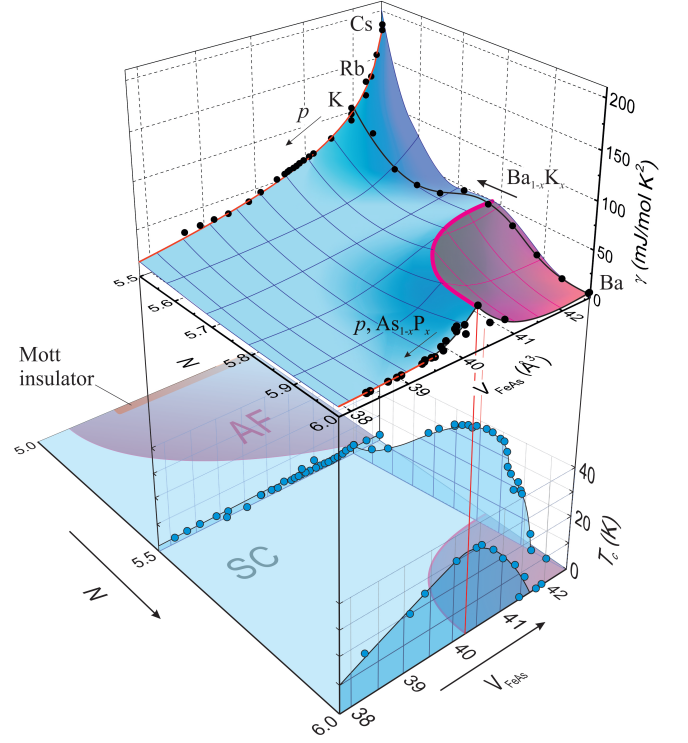 Cs
Rb
K
p
Ba1-xKx
200
150
100
50
0
γ (mJ/mol K2)
Ba
p, As1-xPx
5.5
5.6
5.7
5.8
5.9
6.0
N
38
39
40
41
42
V FeAs (Å3)
Mott
insulator
AF
SC
5.0
5.5
6.0
N
40
20
0
Tc (K)
38
39
40
41
42
V FeAs